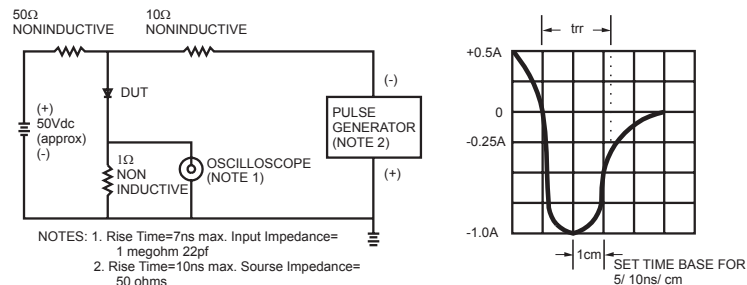 50Ω
NONINDUCTIVE
10Ω
NONINDUCTIVE
DUT
(+)
50Vdc
(approx)
(-)
1Ω
NON
INDUCTIVE
OSCILLOSCOPE
(NOTE 1)
(-)
PULSE
GENERATOR
(NOTE 2)
(+)
NOTES: 1. Rise Time=7ns max. Input Impedance=
1 megohm 22pf
2. Rise Time=10ns max. Sourse Impedance=
50 ohms
trr
+0.5A
0
-0.25A
-1.0A
1cm
SET TIME BASE FOR
5/ 10ns/ cm